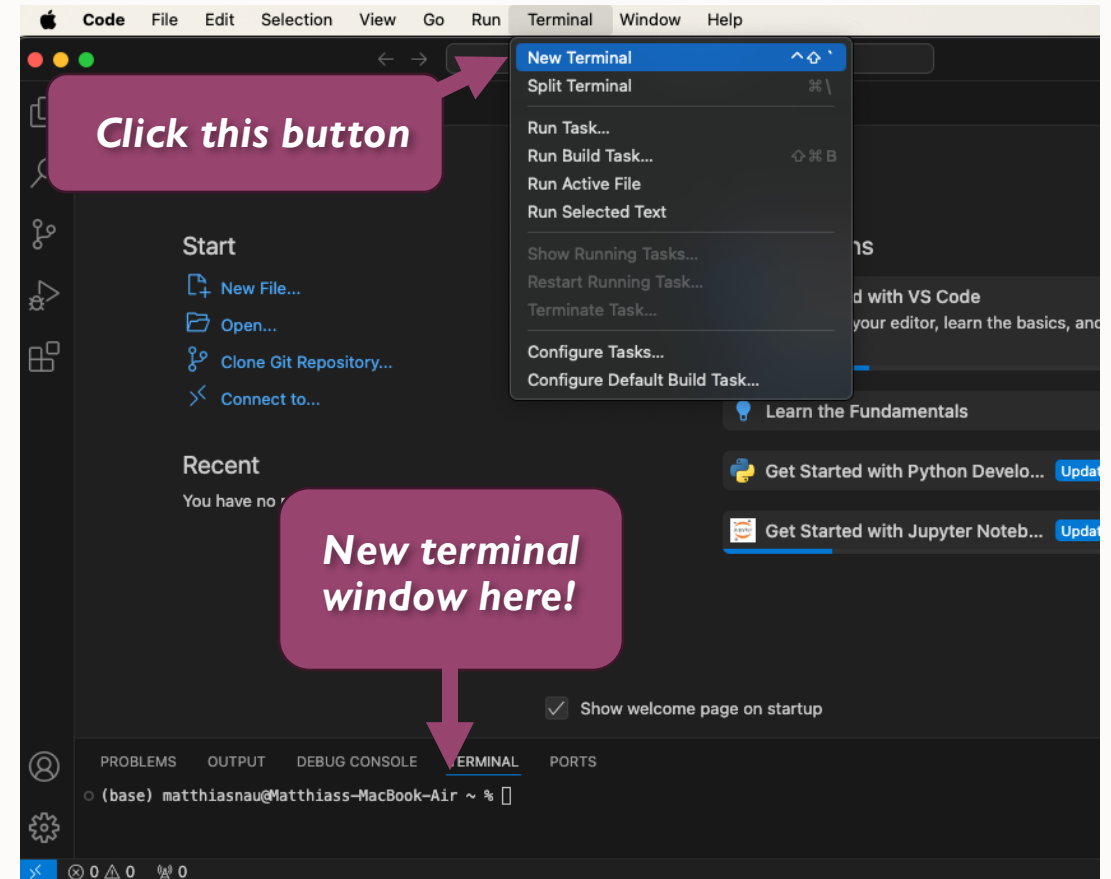 Code File Edit Selection View Go Run Terminal Window Help
New Terminal ^⇧`
Split Terminal ⌘\
Click this button
Run Task...
Run Build Task... ⇧⌘B
Run Active File
Run Selected Text
Start
Show Running Tasks...
Restart Running Task...
Terminate Task...
Configure Tasks...
Configure Default Build Task...
New File...
Open...
Clone Git Repository...
Connect to...
ns
d with VS Code
your editor, learn the basics, and
Learn the Fundamentals
Recent
You have no
Get Started with Python Develo... Updat
Get Started with Jupyter Noteb... Updat
New terminal
window here!
Show welcome page on startup
PROBLEMS OUTPUT DEBUG CONSOLE TERMINAL PORTS
(base) matthiasnau@Matthiass-MacBook-Air ~ %
0 0 0